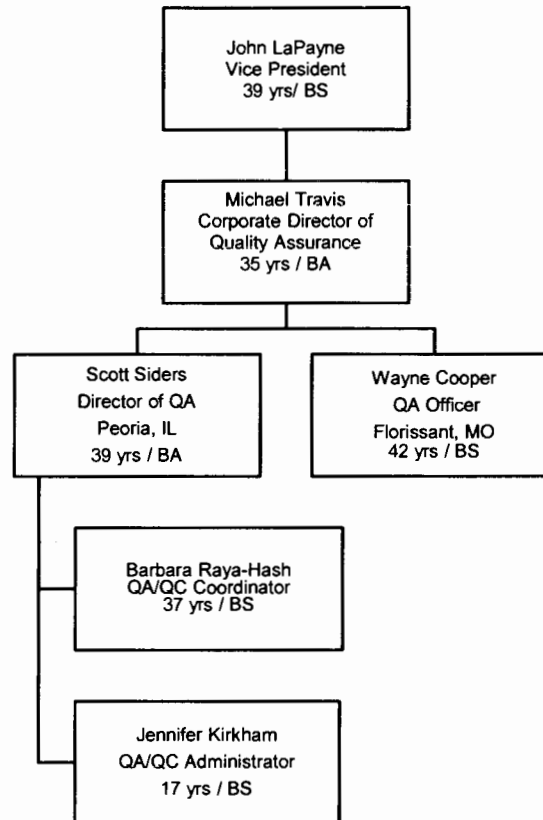 John LaPayne
Vice President
39 yrs/ BS
Michael Travis
Corporate Director of
Quality Assurance
35 yrs / BA
Scott Siders
Director of QA
Peoria, IL
39 yrs / BA
Wayne Cooper
QA Officer
Florissant, MO
42 yrs / BS
Barbara Raya-Hash
QA/QC Coordinator
37 yrs / BS
Jennifer Kirkham
QA/QC Administrator
17 yrs / BS